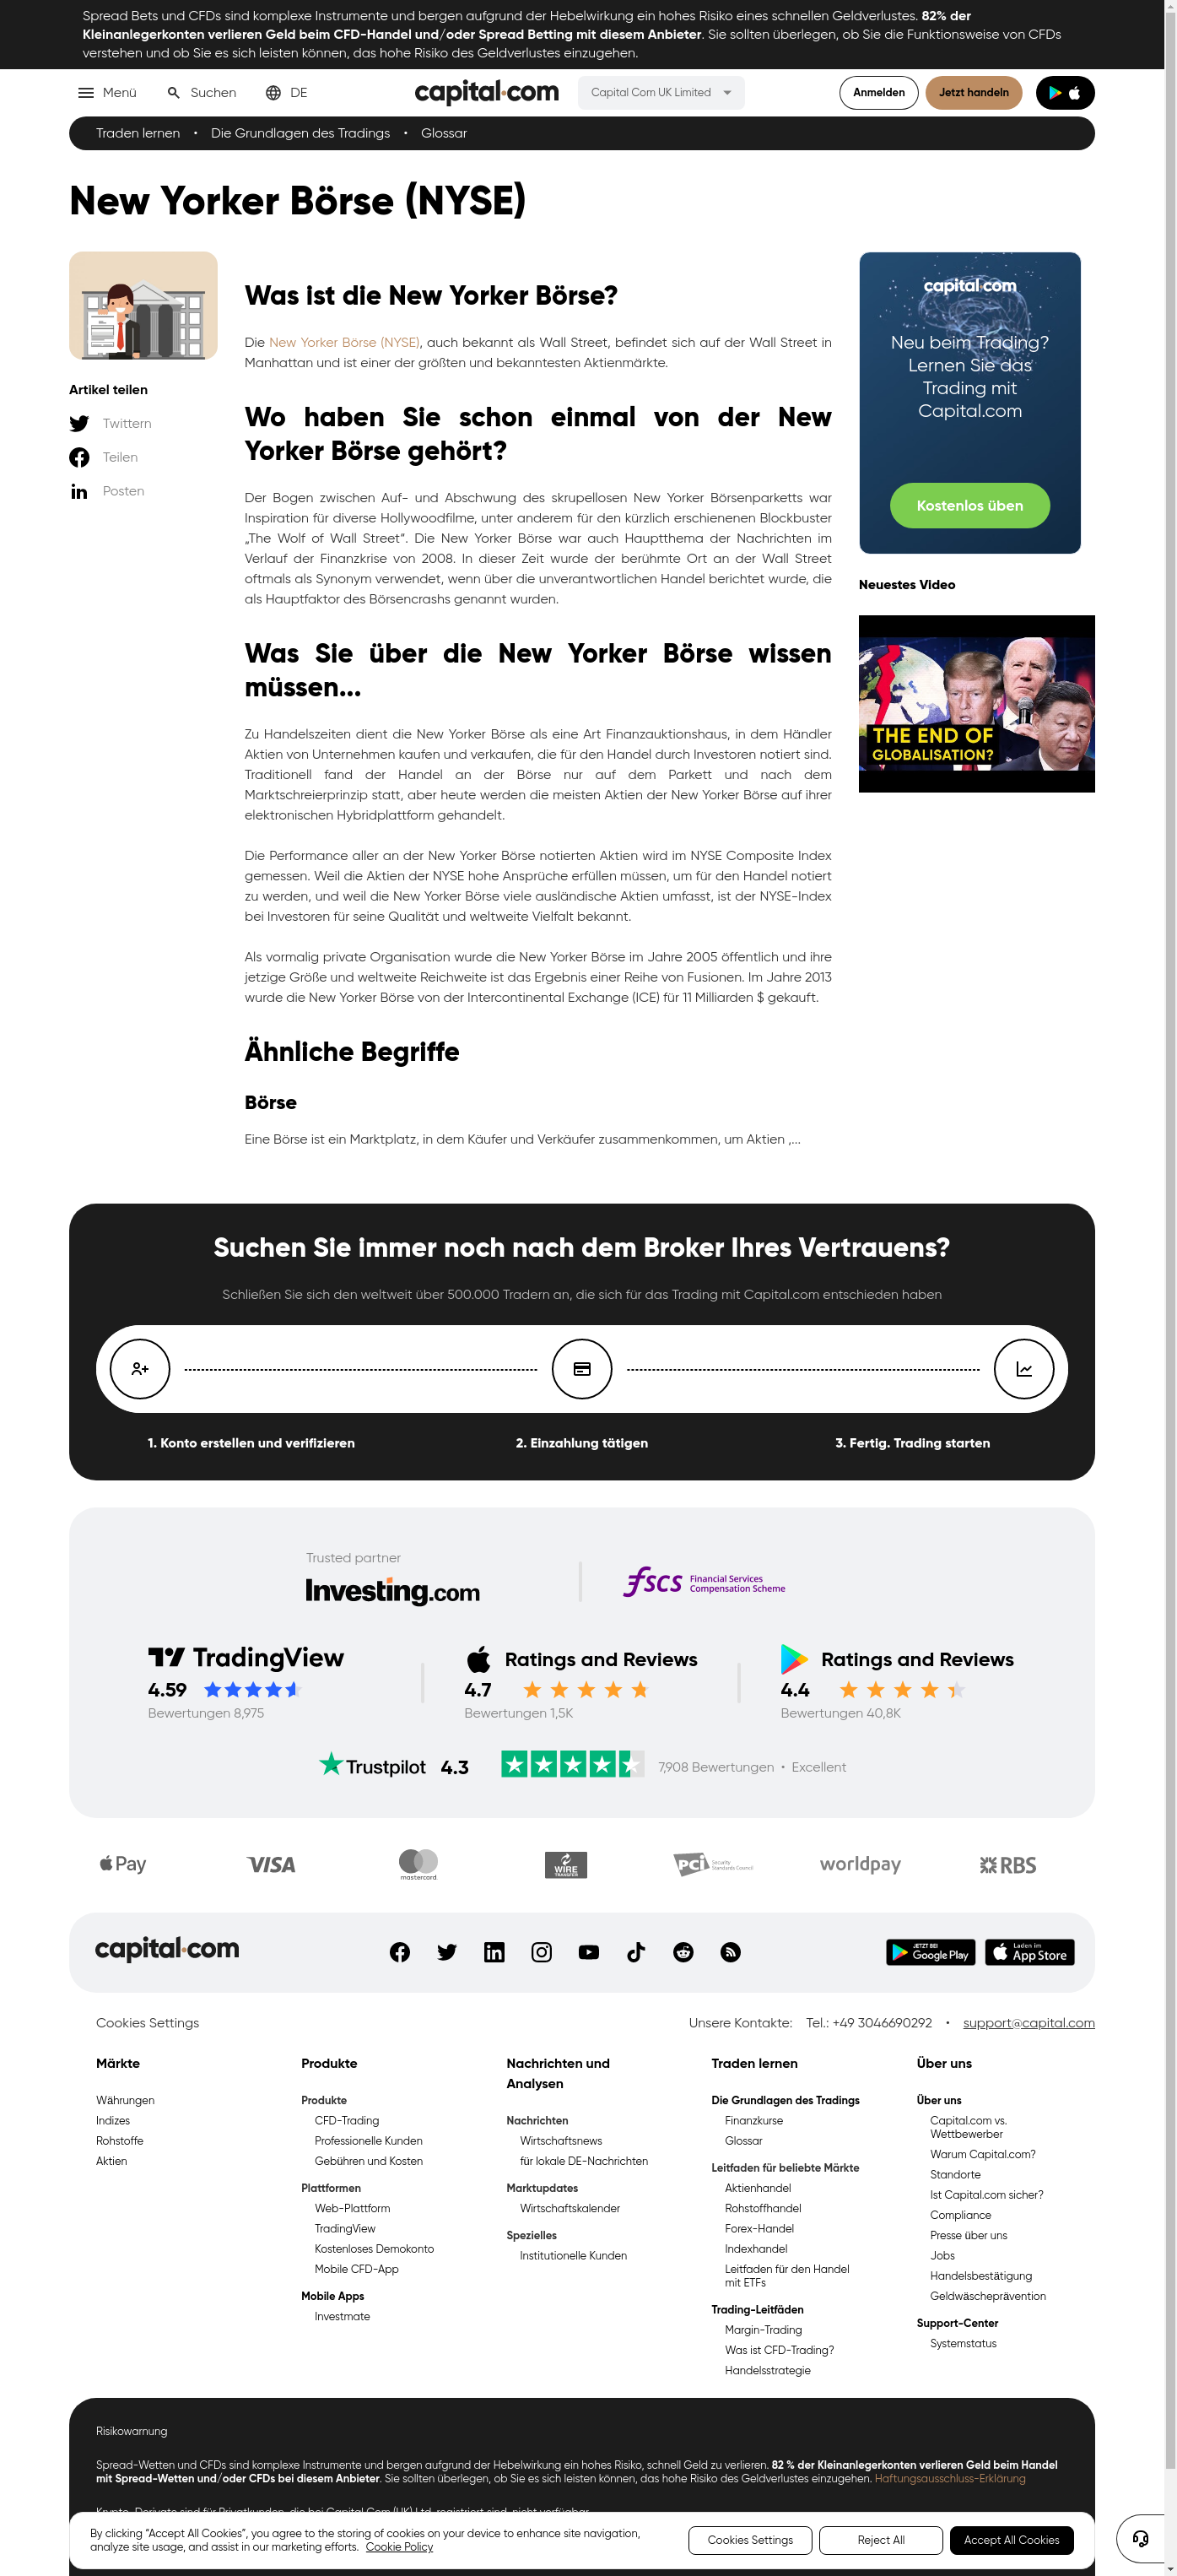 Spread Bets und CFDs sind komplexe Instrumente und bergen aufgrund der Hebelwirkung ein hohes Risiko eines schnellen Geldverlustes. 82% der
Kleinanlegerkonten verlieren Geld beim CFD-Handel und/oder Spread Betting mit diesem Anbieter. Sie sollten überlegen, ob Sie die Funktionsweise von CFDs
verstehen und ob Sie es sich leisten können, das hohe Risiko des Geldverlustes einzugehen.
Menü Suchen DE capital.com Capital Com UK Limited Anmelden Jetzt handeln
Traden lernen • Die Grundlagen des Tradings • Glossar
New Yorker Börse (NYSE)
Artikel teilen
Twittern
Teilen
Posten
Was ist die New Yorker Börse?
Die New Yorker Börse (NYSE), auch bekannt als Wall Street, befindet sich auf der Wall Street in
Manhattan und ist einer der größten und bekanntesten Aktienmärkte.
Wo haben Sie schon einmal von der New
Yorker Börse gehört?
Der Bogen zwischen Auf- und Abschwung des skrupellosen New Yorker Börsenparketts war
Inspiration für diverse Hollywoodfilme, unter anderem für den kürzlich erschienenen Blockbuster
„The Wolf of Wall Street“. Die New Yorker Börse war auch Hauptthema der Nachrichten im
Verlauf der Finanzkrise von 2008. In dieser Zeit wurde der berühmte Ort an der Wall Street
oftmals als Synonym verwendet, wenn über die unverantwortlichen Handel berichtet wurde, die
als Hauptfaktor des Börsencrashs genannt wurden.
Was Sie über die New Yorker Börse wissen
müssen...
Zu Handelszeiten dient die New Yorker Börse als eine Art Finanzauktionshaus, in dem Händler
Aktien von Unternehmen kaufen und verkaufen, die für den Handel durch Investoren notiert sind.
Traditionell fand der Handel an der Börse nur auf dem Parkett und nach dem
Marktschreierprinzip statt, aber heute werden die meisten Aktien der New Yorker Börse auf ihrer
elektronischen Hybridplattform gehandelt.
Die Performance aller an der New Yorker Börse notierten Aktien wird im NYSE Composite Index
gemessen. Weil die Aktien der NYSE hohe Ansprüche erfüllen müssen, um für den Handel notiert
zu werden, und weil die New Yorker Börse viele ausländische Aktien umfasst, ist der NYSE-Index
bei Investoren für seine Qualität und weltweite Vielfalt bekannt.
Als vormalig private Organisation wurde die New Yorker Börse im Jahre 2005 öffentlich und ihre
jetzige Größe und weltweite Reichweite ist das Ergebnis einer Reihe von Fusionen. Im Jahre 2013
wurde die New Yorker Börse von der Intercontinental Exchange (ICE) für 11 Milliarden $ gekauft.
Ähnliche Begriffe
Börse
Eine Börse ist ein Marktplatz, in dem Käufer und Verkäufer zusammenkommen, um Aktien ,...
capital.com
Neu beim Trading?
Lernen Sie das
Trading mit
Capital.com
Kostenlos üben
Neuestes Video
THE END OF
GLOBALISATION?
Suchen Sie immer noch nach dem Broker Ihres Vertrauens?
Schließen Sie sich den weltweit über 500.000 Tradern an, die sich für das Trading mit Capital.com entschieden haben
1. Konto erstellen und verifizieren 2. Einzahlung tätigen 3. Fertig. Trading starten
Trusted partner
Investing.com
fscs Financial Services
Compensation Scheme
TradingView
4.59
Bewertungen 8,975
Ratings and Reviews
4.7
Bewertungen 1,5K
Ratings and Reviews
4.4
Bewertungen 40,8K
Trustpilot 4.3 7,908 Bewertungen • Excellent
Pay VISA mastercard. WIRE TRANSFER PCI Security Standards Council worldpay RBS
capital.com
JETZT BEI Google Play
Laden im App Store
Cookies Settings Unsere Kontakte: Tel.: +49 3046690292 • support@capital.com
Märkte
Währungen
Indizes
Rohstoffe
Aktien
Produkte
Produkte
CFD-Trading
Professionelle Kunden
Gebühren und Kosten
Plattformen
Web-Plattform
TradingView
Kostenloses Demokonto
Mobile CFD-App
Mobile Apps
Investmate
Nachrichten und
Analysen
Nachrichten
Wirtschaftsnews
für lokale DE-Nachrichten
Marktupdates
Wirtschaftskalender
Spezielles
Institutionelle Kunden
Traden lernen
Die Grundlagen des Tradings
Finanzkurse
Glossar
Leitfaden für beliebte Märkte
Aktienhandel
Rohstoffhandel
Forex-Handel
Indexhandel
Leitfaden für den Handel
mit ETFs
Trading-Leitfäden
Margin-Trading
Was ist CFD-Trading?
Handelsstrategie
Über uns
Über uns
Capital.com vs.
Wettbewerber
Warum Capital.com?
Standorte
Ist Capital.com sicher?
Compliance
Presse über uns
Jobs
Handelsbestätigung
Geldwäscheprävention
Support-Center
Systemstatus
Risikowarnung
Spread-Wetten und CFDs sind komplexe Instrumente und bergen aufgrund der Hebelwirkung ein hohes Risiko, schnell Geld zu verlieren. 82 % der Kleinanlegerkonten verlieren Geld beim Handel
mit Spread-Wetten und/oder CFDs bei diesem Anbieter. Sie sollten überlegen, ob Sie es sich leisten können, das hohe Risiko des Geldverlustes einzugehen. Haftungsausschluss-Erklärung
By clicking “Accept All Cookies”, you agree to the storing of cookies on your device to enhance site navigation,
analyze site usage, and assist in our marketing efforts. Cookie Policy
Cookies Settings Reject All Accept All Cookies